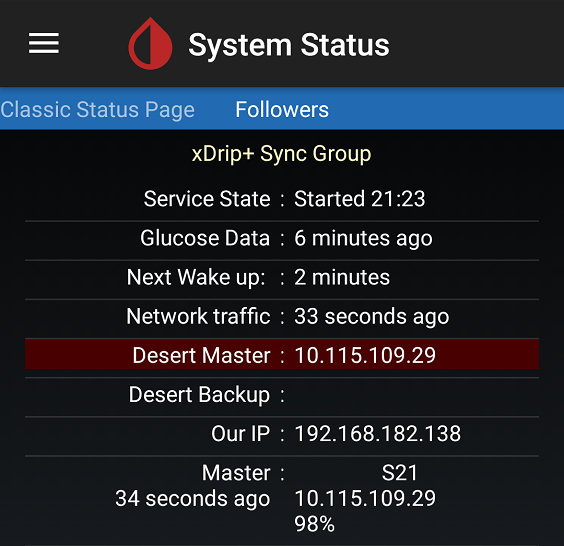 System Status
Classic Status Page Followers
xDrip+ Sync Group
Service State : Started 21:23
Glucose Data : 6 minutes ago
Next Wake up: : 2 minutes
Network traffic : 33 seconds ago
Desert Master : 10.115.109.29
Desert Backup :
Our IP : 192.168.182.138
Master : S21
34 seconds ago 10.115.109.29
98%